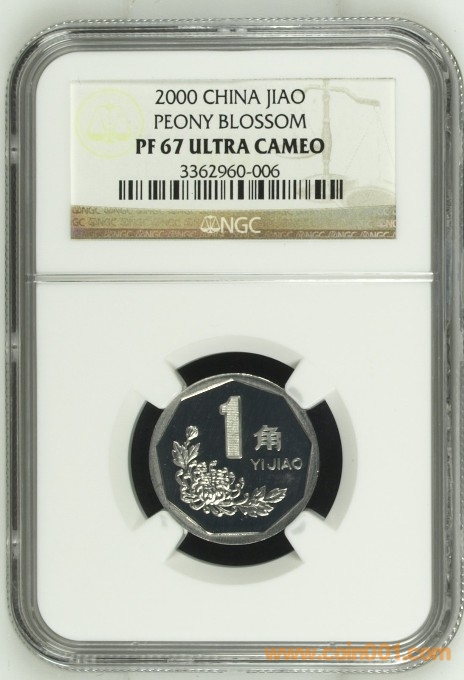 2000 CHINA JIAO
PEONY BLOSSOM
PF 67 ULTRA CAMEO
3362960-006
NGC
1角
YI JIAO
www.coin001.com